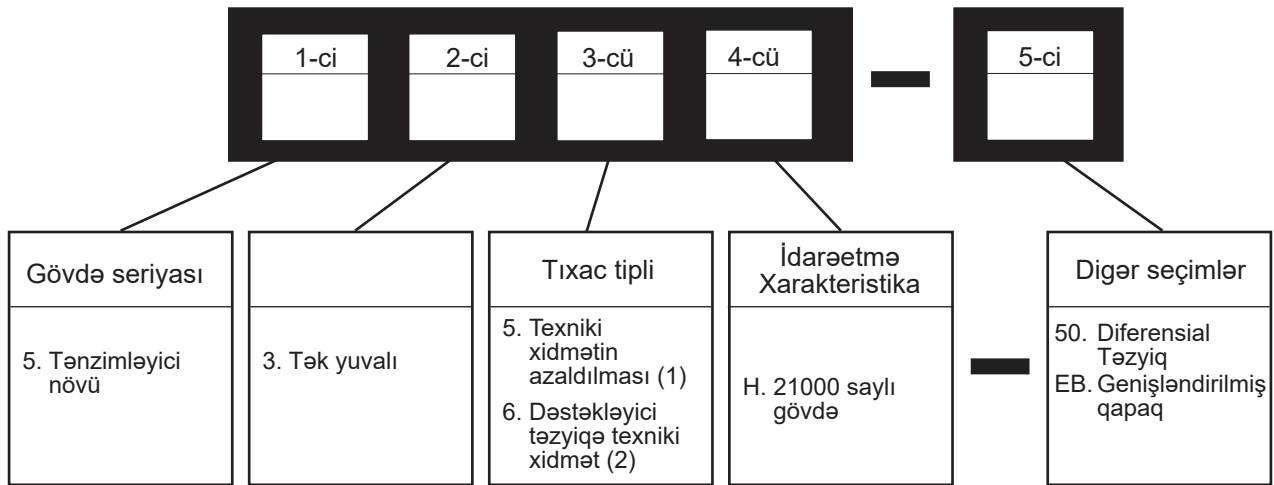 1-ci
2-ci
3-cü
4-cü
5-ci
Gövdə seriyası
5. Tənzimləyici
növü
3. Tək yuvalı
Tıxac tipli
5. Texniki
xidmətin
azaldılması (1)
6. Dəstəkləyici
təzyiqə texniki
xidmət (2)
İdarəetmə
Xarakteristika
H. 21000 saylı
gövdə
Digər seçimlər
50. Diferensial
Təzyiq
EB. Genişləndirilmiş
qapaq